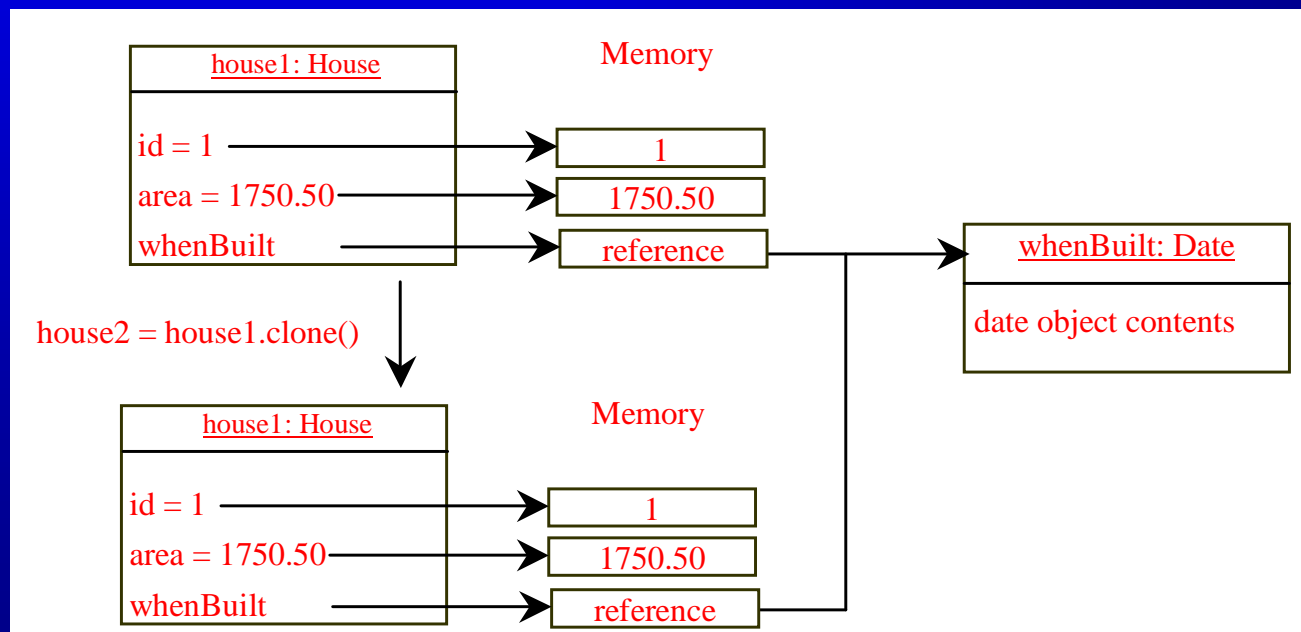 house1: House
Memory
id = 1
1
area = 1750.50
1750.50
whenBuilt
reference
whenBuilt: Date
date object contents
house2 = house1.clone()
house1: House
Memory
id = 1
1
area = 1750.50
1750.50
whenBuilt
reference